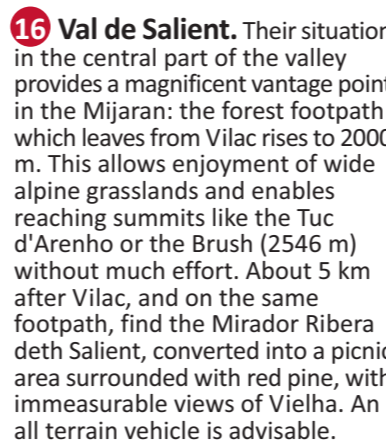 16 Val de Salient. Their situation
in the central part of the valley
provides a magnificent vantage point
in the Mijaran: the forest footpath
which leaves from Vilac rises to 2000
m. This allows enjoyment of wide
alpine grasslands and enables
reaching summits like the Tuc
d'Arenho or the Brush (2546 m)
without much effort. About 5 km
after Vilac, and on the same
footpath, find the Mirador Ribera
deth Salient, converted into a picnic
area surrounded with red pine, with
immeasurable views of Vielha. An
all terrain vehicle is advisable.